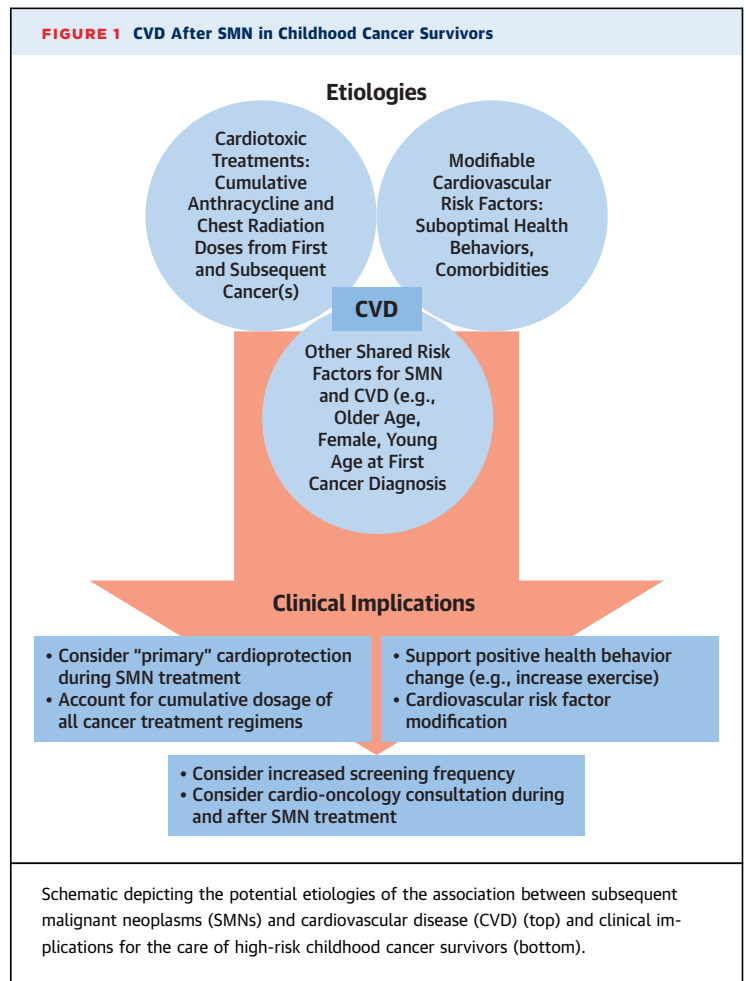 FIGURE 1 CVD After SMN in Childhood Cancer Survivors
Etiologies
Cardiotoxic
Treatments:
Cumulative
Anthracycline and
Chest Radiation
Doses from First
and Subsequent
Cancer(s)
Modifiable
Cardiovascular
Risk Factors:
Suboptimal Health
Behaviors,
Comorbidities
CVD
Other Shared Risk
Factors for SMN
and CVD (e.g.,
Older Age,
Female, Young
Age at First
Cancer Diagnosis
Clinical Implications
• Consider “primary” cardioprotection
during SMN treatment
• Account for cumulative dosage of
all cancer treatment regimens
• Support positive health behavior
change (e.g., increase exercise)
• Cardiovascular risk factor
modification
• Consider increased screening frequency
• Consider cardio-oncology consultation during
and after SMN treatment
Schematic depicting the potential etiologies of the association between subsequent
malignant neoplasms (SMNs) and cardiovascular disease (CVD) (top) and clinical im-
plications for the care of high-risk childhood cancer survivors (bottom).